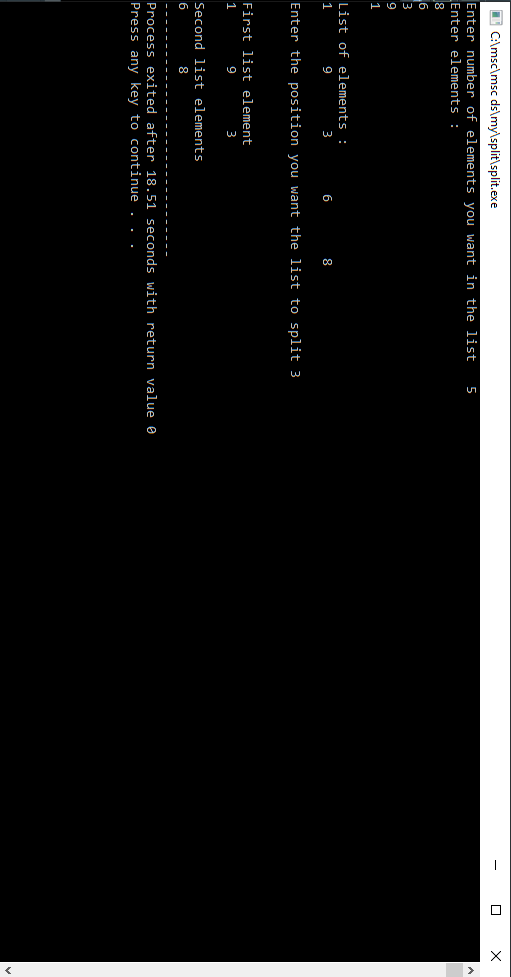 C:\msc\msc ds\my\split\split.exe
Enter number of elements you want in the list   5
Enter elements :
8
6
3
9
1
List of elements :
1       9       3       6       8
Enter the position you want the list to split 3
First list element
1       9       3
Second list elements
6       8
--------------------------------
Process exited after 18.51 seconds with return value 0
Press any key to continue . . .